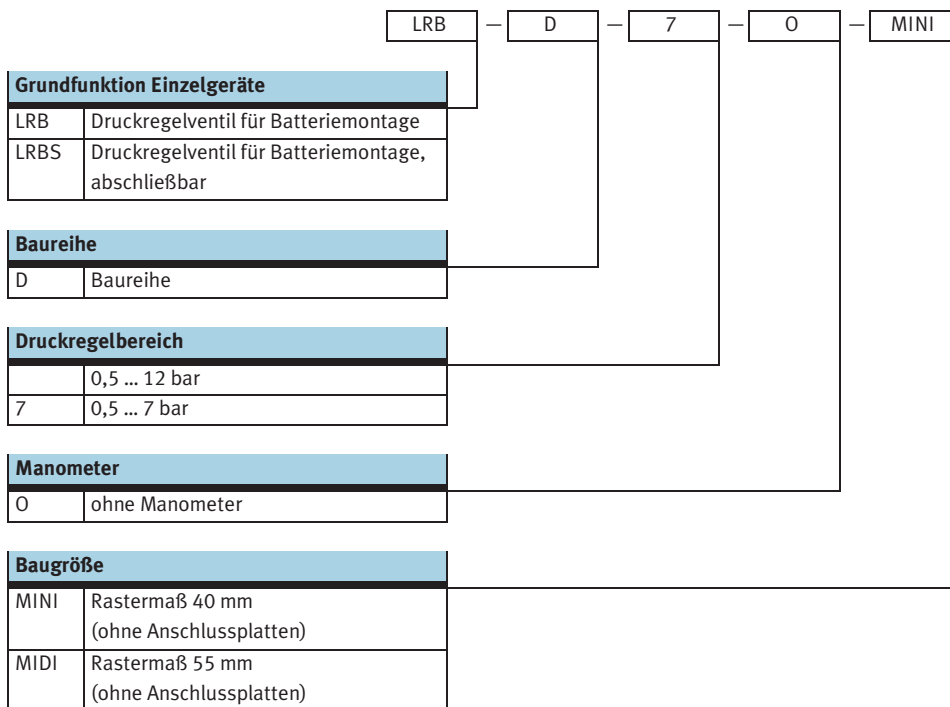 LRB — D — 7 — O — MINI
Grundfunktion Einzelgeräte
LRB Druckregelventil für Batteriemontage
LRBS Druckregelventil für Batteriemontage,
abschließbar
Baureihe
D Baureihe
Druckregelbereich
0,5 … 12 bar
7 0,5 … 7 bar
Manometer
O ohne Manometer
Baugröße
MINI Rastermaß 40 mm
(ohne Anschlussplatten)
MIDI Rastermaß 55 mm
(ohne Anschlussplatten)